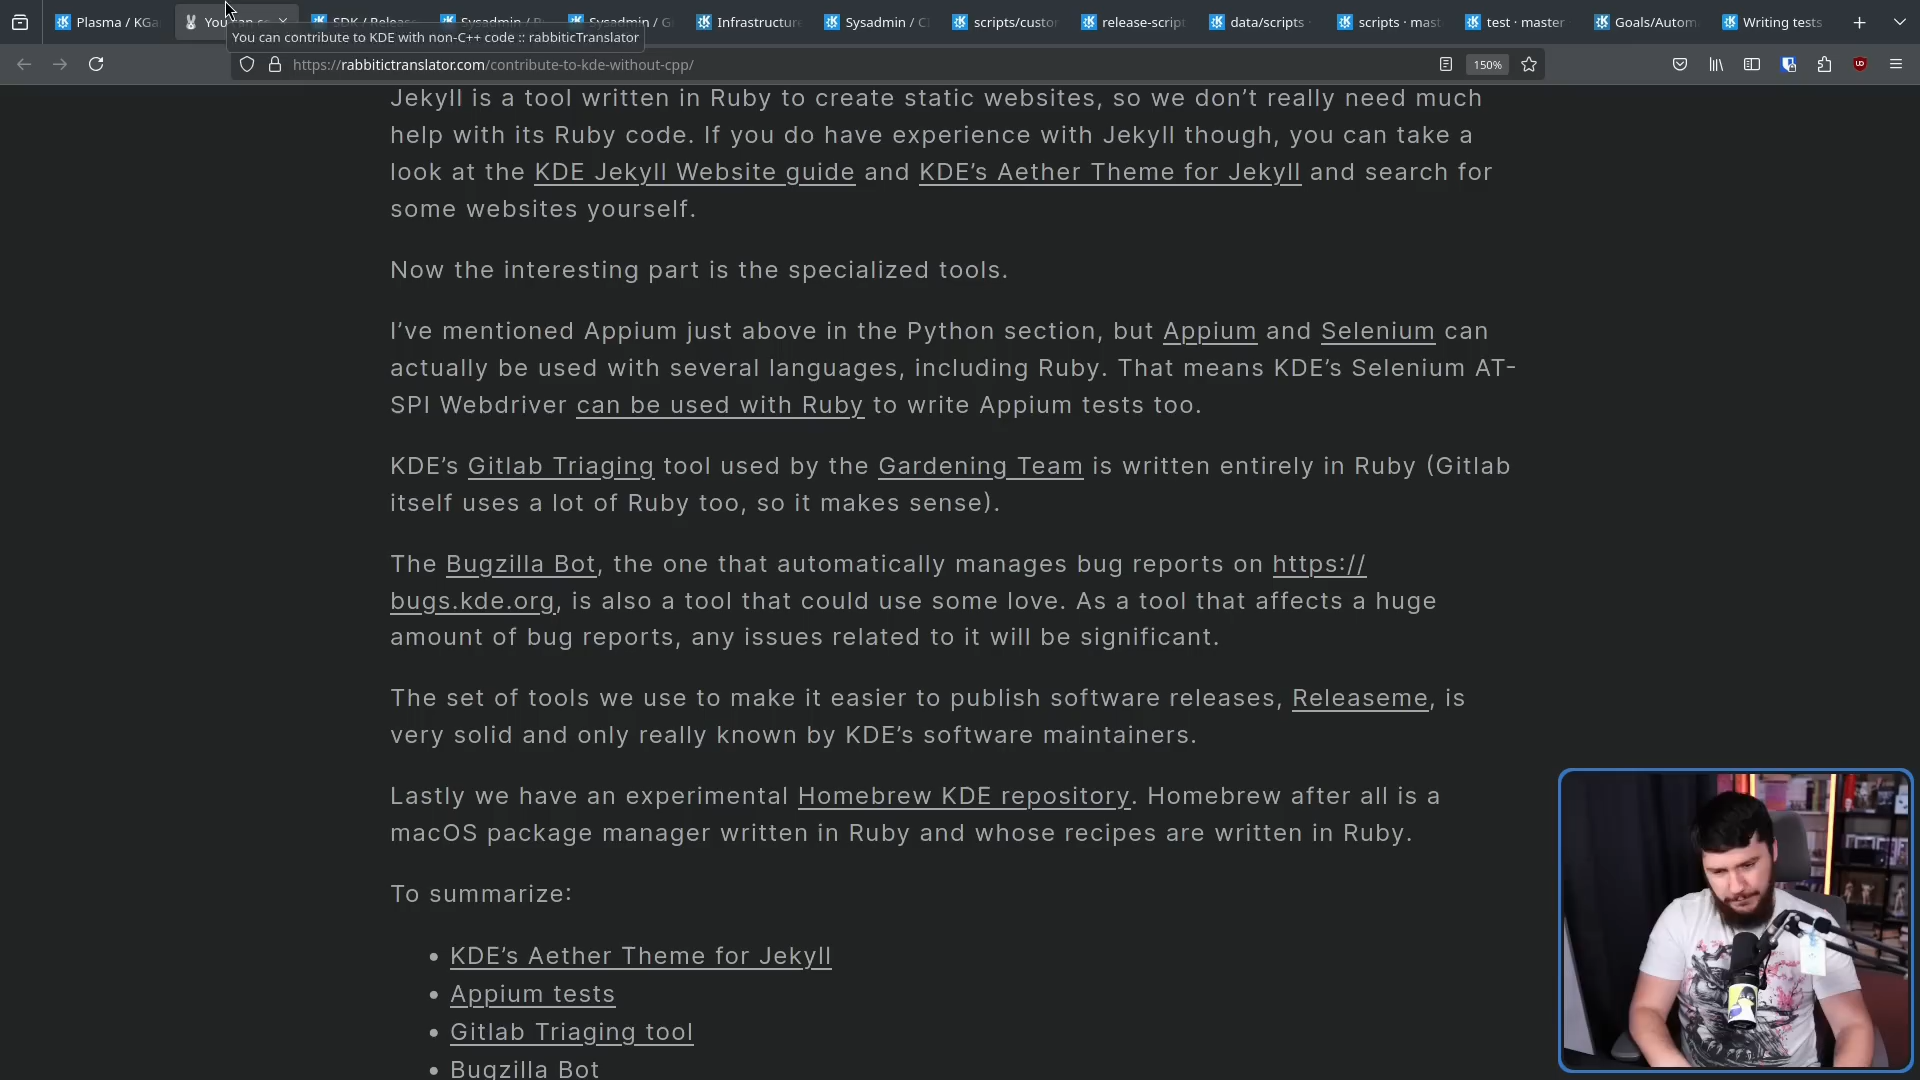 Plasma / KGa
You can c
SDK / Releas
Sysadmin / R
Sysadmin / Gi
Infrastructure
Sysadmin / CI
scripts/custo
release-script
data/scripts
scripts · mast
test · master
Goals/Autom
Writing tests
You can contribute to KDE with non-C++ code :: rabbiticTranslator
https://rabbitictranslator.com/contribute-to-kde-without-cpp/
150%
Jekyll is a tool written in Ruby to create static websites, so we don’t really need much
help with its Ruby code. If you do have experience with Jekyll though, you can take a
look at the KDE Jekyll Website guide and KDE’s Aether Theme for Jekyll and search for
some websites yourself.
Now the interesting part is the specialized tools.
I’ve mentioned Appium just above in the Python section, but Appium and Selenium can
actually be used with several languages, including Ruby. That means KDE’s Selenium AT-
SPI Webdriver can be used with Ruby to write Appium tests too.
KDE’s Gitlab Triaging tool used by the Gardening Team is written entirely in Ruby (Gitlab
itself uses a lot of Ruby too, so it makes sense).
The Bugzilla Bot, the one that automatically manages bug reports on https://
bugs.kde.org, is also a tool that could use some love. As a tool that affects a huge
amount of bug reports, any issues related to it will be significant.
The set of tools we use to make it easier to publish software releases, Releaseme, is
very solid and only really known by KDE’s software maintainers.
Lastly we have an experimental Homebrew KDE repository. Homebrew after all is a
macOS package manager written in Ruby and whose recipes are written in Ruby.
To summarize:
• KDE’s Aether Theme for Jekyll
• Appium tests
• Gitlab Triaging tool
• Bugzilla Bot